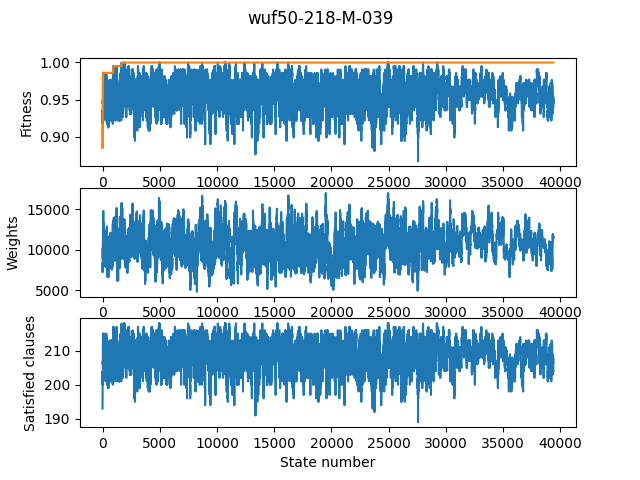 wuf50-218-M-039
1.00
0.95
0.90
Fitness
0 5000 10000 15000 20000 25000 30000 35000 40000
15000
10000
5000
Weights
0 5000 10000 15000 20000 25000 30000 35000 40000
210
200
190
Satisfied clauses
0 5000 10000 15000 20000 25000 30000 35000 40000
State number